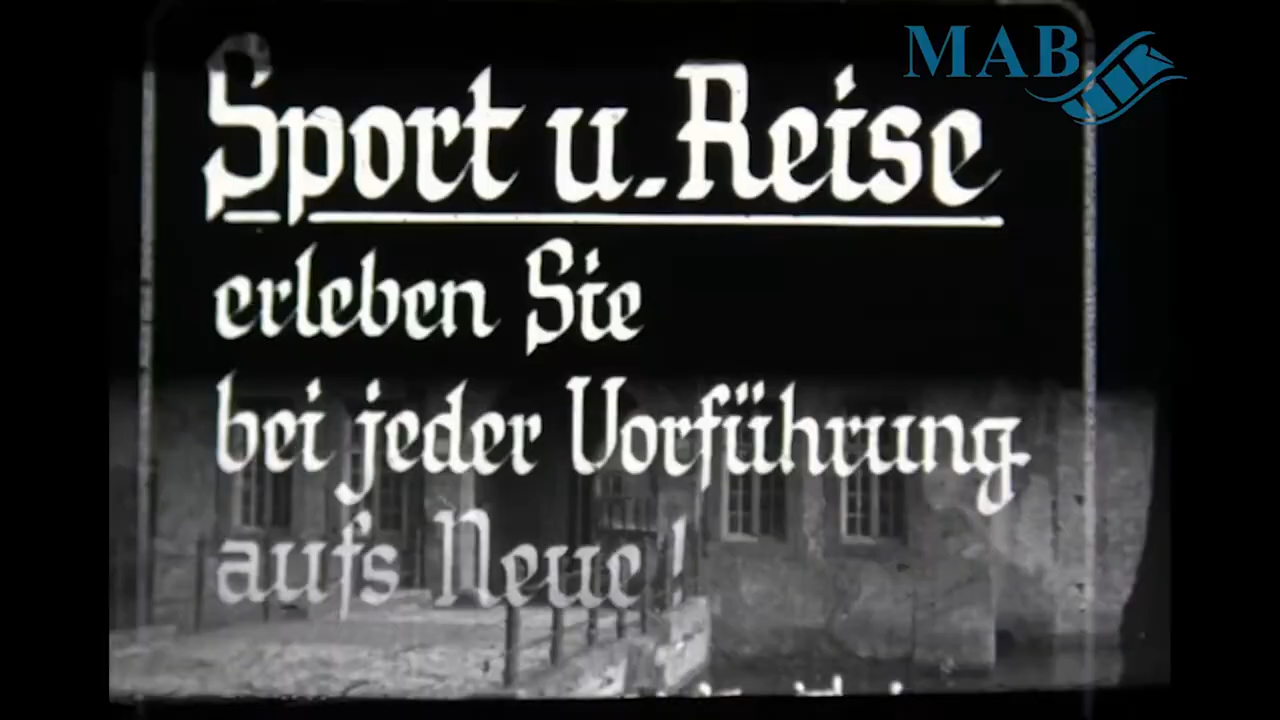 MAB
Sport u. Reise
erleben Sie
bei jeder Vorführung
aufs Neue!